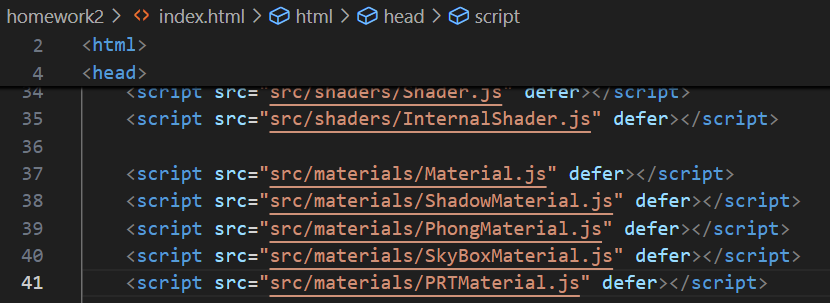 homework2 > index.html > html > head > script
2 <html>
4 <head>
34 <script src="src/shaders/Shader.js" defer></script>
35 <script src="src/shaders/InternalShader.js" defer></script>
36
37 <script src="src/materials/Material.js" defer></script>
38 <script src="src/materials/ShadowMaterial.js" defer></script>
39 <script src="src/materials/PhongMaterial.js" defer></script>
40 <script src="src/materials/SkyBoxMaterial.js" defer></script>
41 <script src="src/materials/PRTMaterial.js" defer></script>